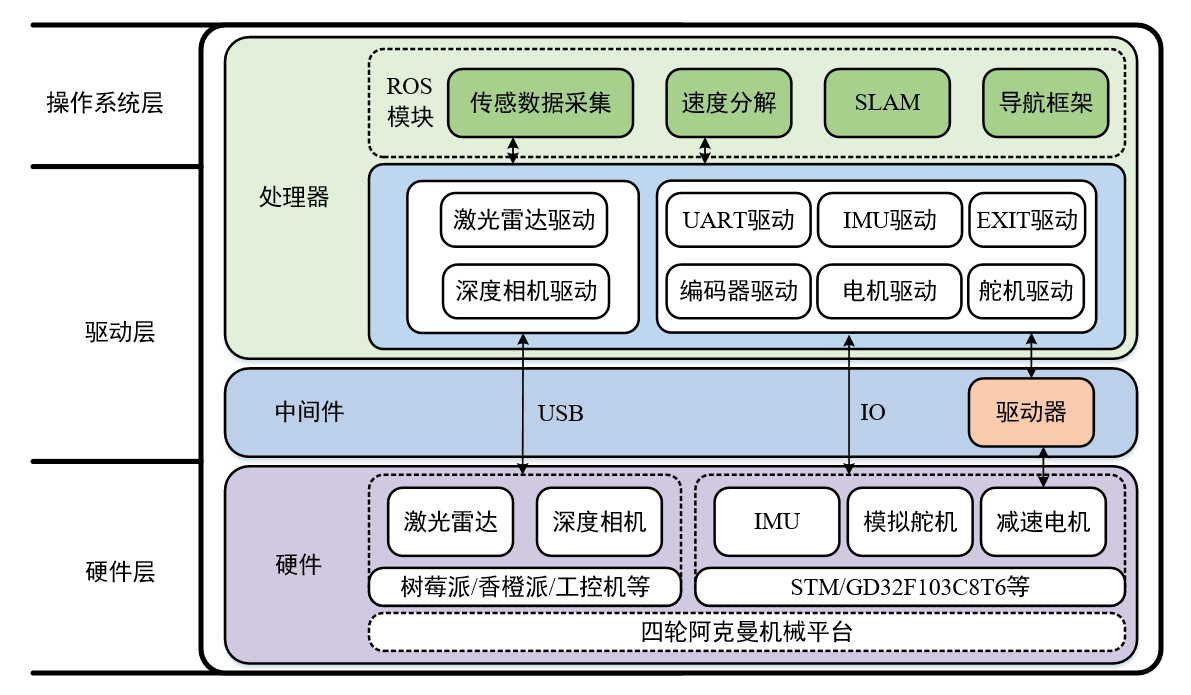 操作系统层
ROS
模块
传感数据采集
速度分解
SLAM
导航框架
处理器
激光雷达驱动
UART驱动
IMU驱动
EXIT驱动
深度相机驱动
编码器驱动
电机驱动
舵机驱动
驱动层
中间件
USB
IO
驱动器
激光雷达
深度相机
IMU
模拟舵机
减速电机
硬件
硬件层
树莓派/香橙派/工控机等
STM/GD32F103C8T6等
四轮阿克曼机械平台